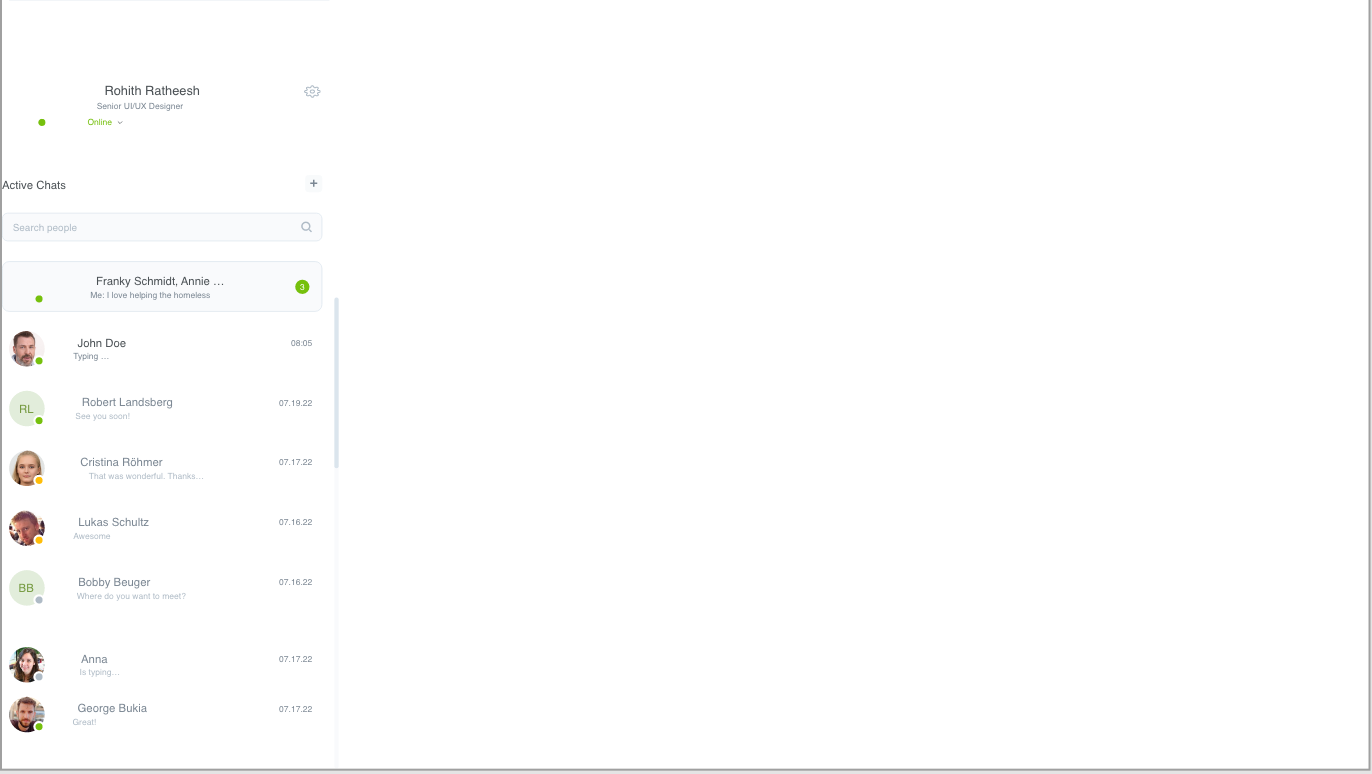 Rohith Ratheesh
Senior UI/UX Designer
Online
Active Chats
+
Search people
Franky Schmidt, Annie ...
3
Me: I love helping the homeless
John Doe
08:05
Typing ...
RL
Robert Landsberg
07.19.22
See you soon!
Cristina Röhmer
07.17.22
That was wonderful. Thanks...
Lukas Schultz
07.16.22
Awesome
BB
Bobby Beuger
07.16.22
Where do you want to meet?
Anna
07.17.22
Is typing...
George Bukia
07.17.22
Great!